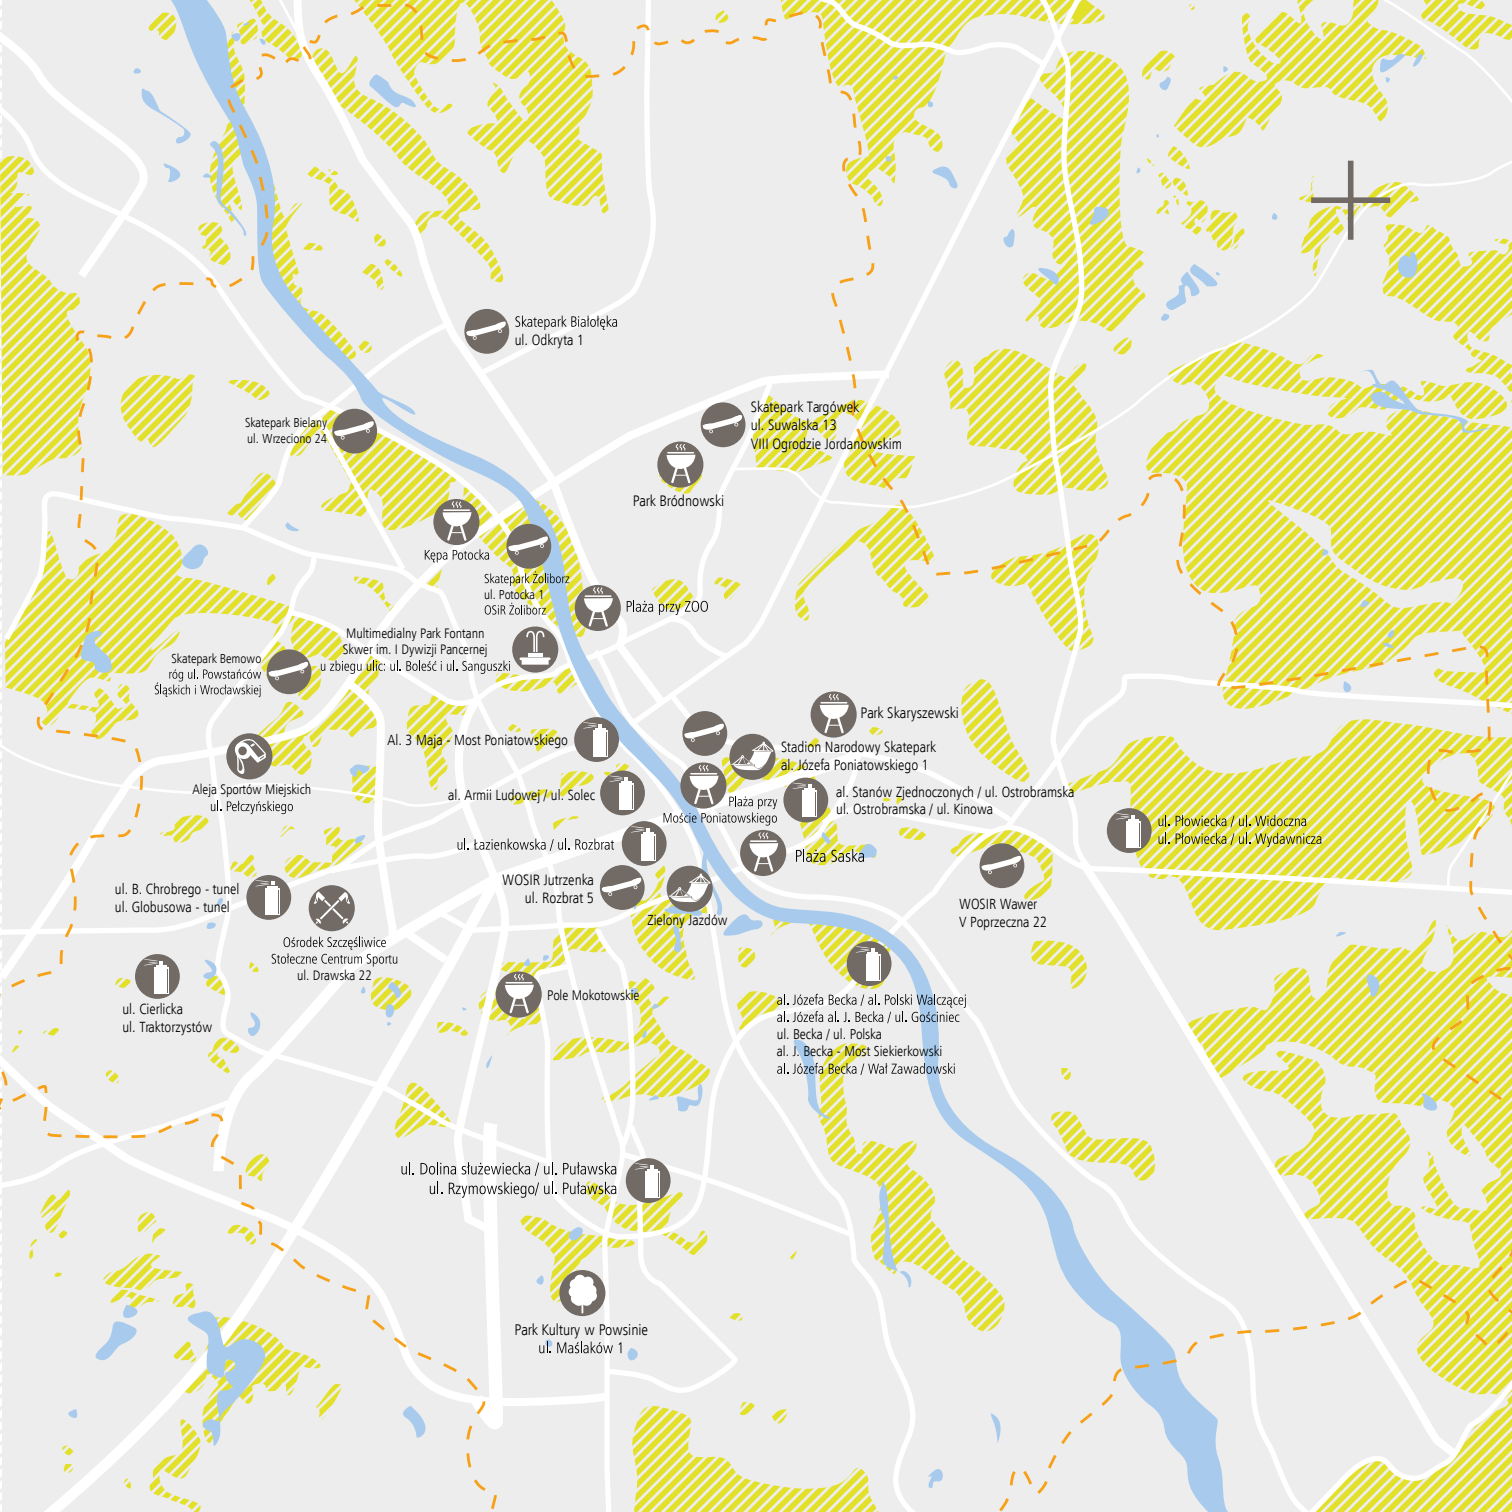 Skatepark Białołęka
ul. Odkryta 1
Skatepark Targówek
ul. Suwalska 13
VIII Ogrodzie Jordanowskim
Skatepark Bielany
ul. Wrzeciono 24
Park Bródnowski
Kępa Potocka
Skatepark Żoliborz
ul. Potocka 1
OSiR Żoliborz
Plaża przy ZOO
Multimedialny Park Fontann
Skwer im. I Dywizji Pancernej
u zbiegu ulic: ul. Boleść i ul. Sanguszki
Skatepark Bemowo
róg ul. Powstańców
Śląskich i Wrocławskiej
Park Skaryszewski
Al. 3 Maja - Most Poniatowskiego
Stadion Narodowy Skatepark
al. Józefa Poniatowskiego 1
Aleja Sportów Miejskich
ul. Pełczyńskiego
al. Armii Ludowej / ul. Solec
Plaża przy
Moście Poniatowskiego
al. Stanów Zjednoczonych / ul. Ostrobramska
ul. Ostrobramska / ul. Kinowa
ul. Płowiecka / ul. Widoczna
ul. Płowiecka / ul. Wydawnicza
ul. Łazienkowska / ul. Rozbrat
Plaża Saska
WOSIR Jutrzenka
ul. Rozbrat 5
ul. B. Chrobrego - tunel
ul. Globusowa - tunel
Zielony Jazdów
WOSIR Wawer
V Poprzeczna 22
Ośrodek Szczęśliwice
Stołeczne Centrum Sportu
ul. Drawska 22
ul. Cierlicka
ul. Traktorzystów
Pole Mokotowskie
al. Józefa Becka / al. Polski Walczącej
al. Józefa al. J. Becka / ul. Gościniec
ul. Becka / ul. Polska
al. J. Becka - Most Siekierkowski
al. Józefa Becka / Wał Zawadowski
ul. Dolina służewiecka / ul. Puławska
ul. Rzymowskiego/ ul. Puławska
Park Kultury w Powsinie
ul. Maślaków 1